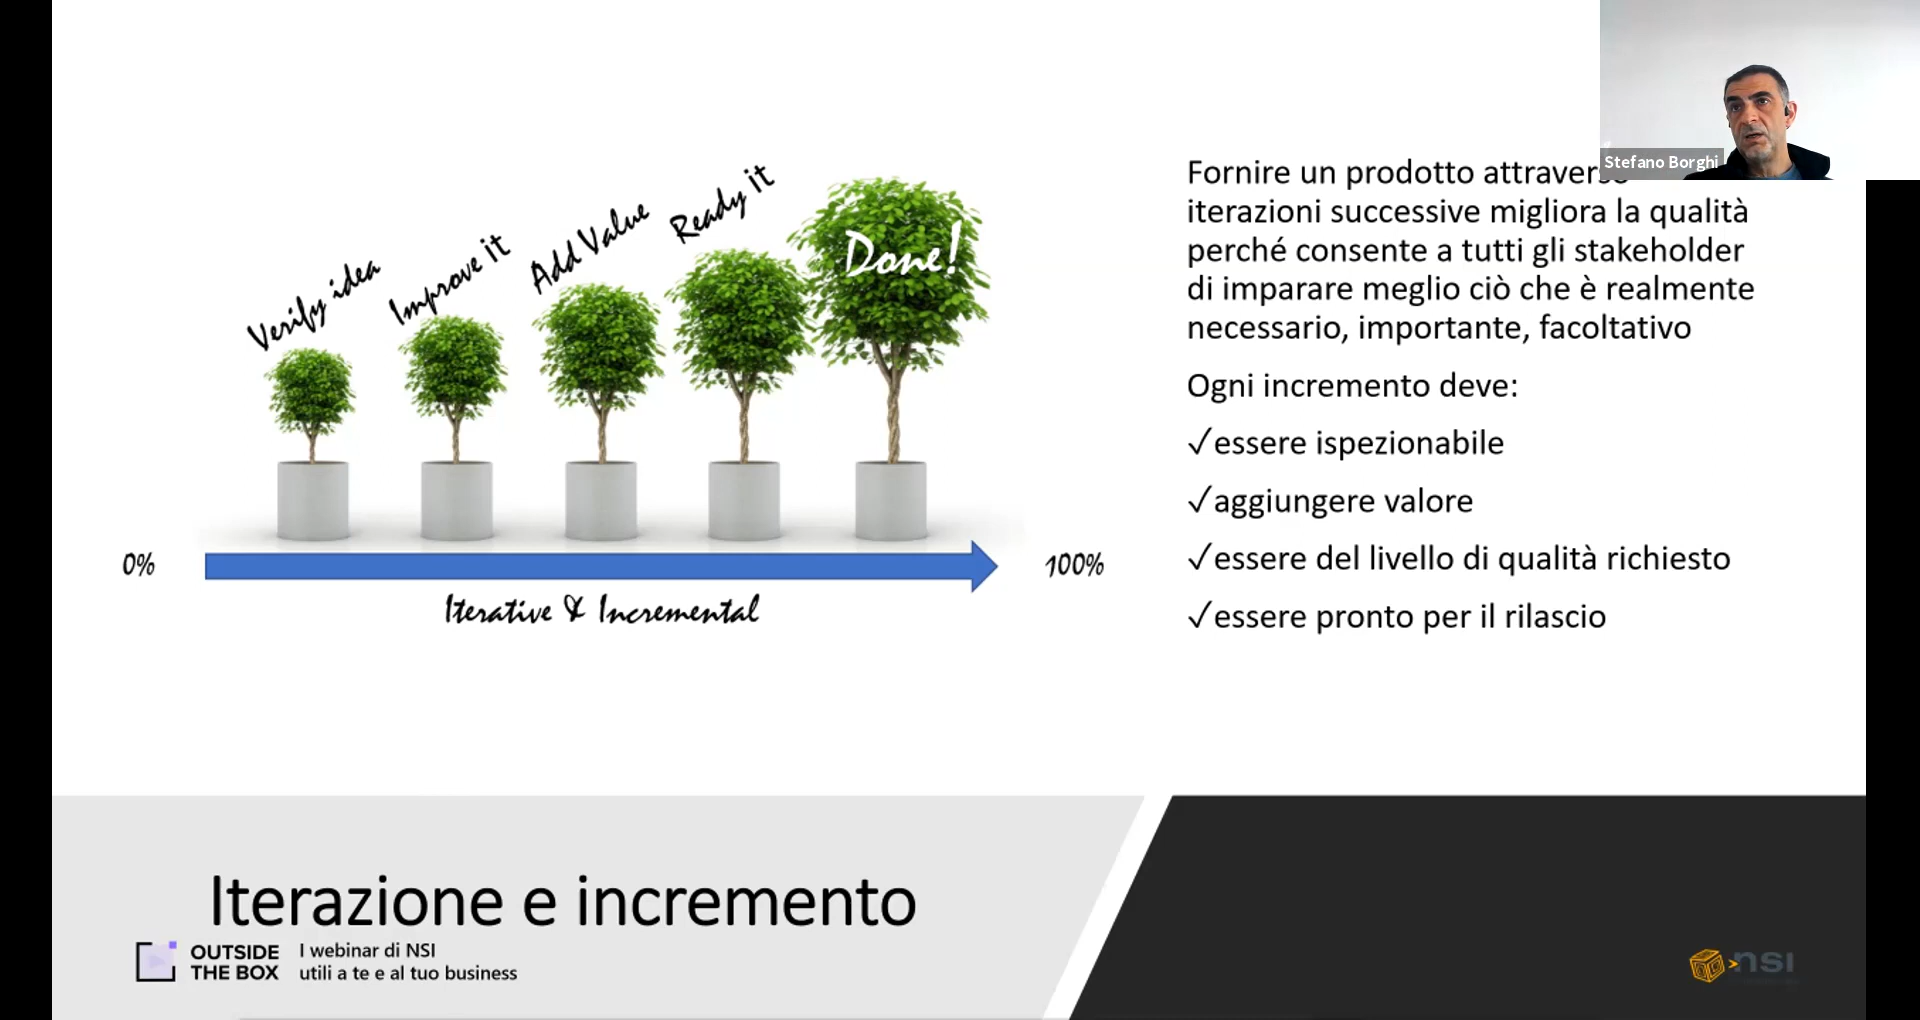 Stefano Borghi
Verify idea
Improve it
Add Value
Ready it
Done!
0%
100%
Iterative & Incremental
Fornire un prodotto attraverso
iterazioni successive migliora la qualità
perché consente a tutti gli stakeholder
di imparare meglio ciò che è realmente
necessario, importante, facoltativo
Ogni incremento deve:
✓essere ispezionabile
✓aggiungere valore
✓essere del livello di qualità richiesto
✓essere pronto per il rilascio
Iterazione e incremento
OUTSIDE
THE BOX
I webinar di NSI
utili a te e al tuo business
nsi